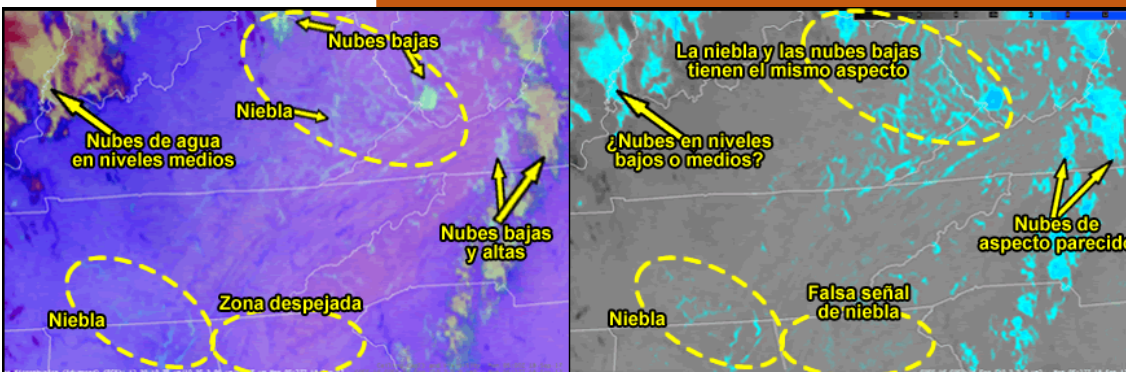 Nubes bajas
Niebla
Nubes de agua
en niveles medios
Nubes bajas
y altas
Zona despejada
Niebla
La niebla y las nubes bajas
tienen el mismo aspecto
¿Nubes en niveles
bajos o medios?
Nubes de
aspecto parecido
Falsa señal
de niebla
Niebla